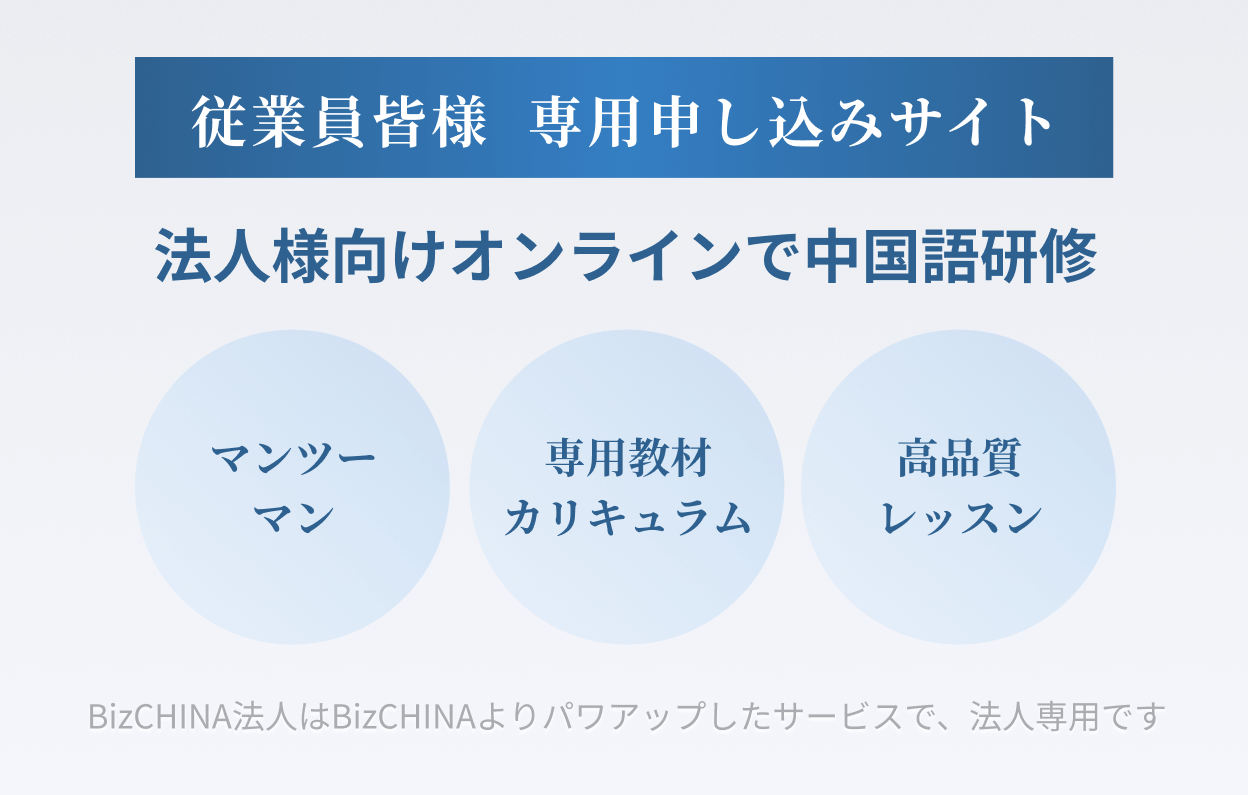 従業員皆様 専用申し込みサイト
法人様向けオンラインで中国語研修
マンツー
マン
専用教材
カリキュラム
高品質
レッスン
BizCHINA法人はBizCHINAよりパワアップしたサービスで、法人専用です